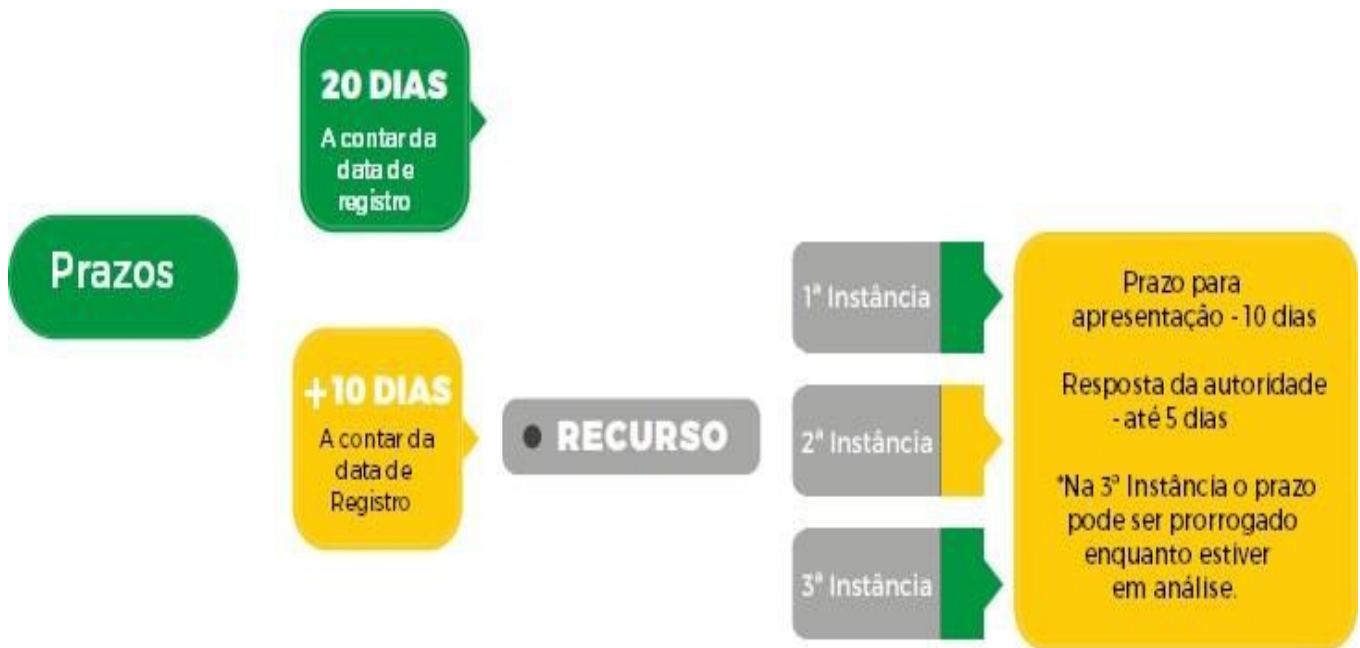 Prazos
20 DIAS
A contar da
data de
registro
+10 DIAS
A contar da
data de
Registro
• RECURSO
1ª Instância
2ª Instância
3ª Instância
Prazo para
apresentação - 10 dias
Resposta da autoridade
- até 5 dias
*Na 3ª Instância o prazo
pode ser prorrogado
enquanto estiver
em análise.